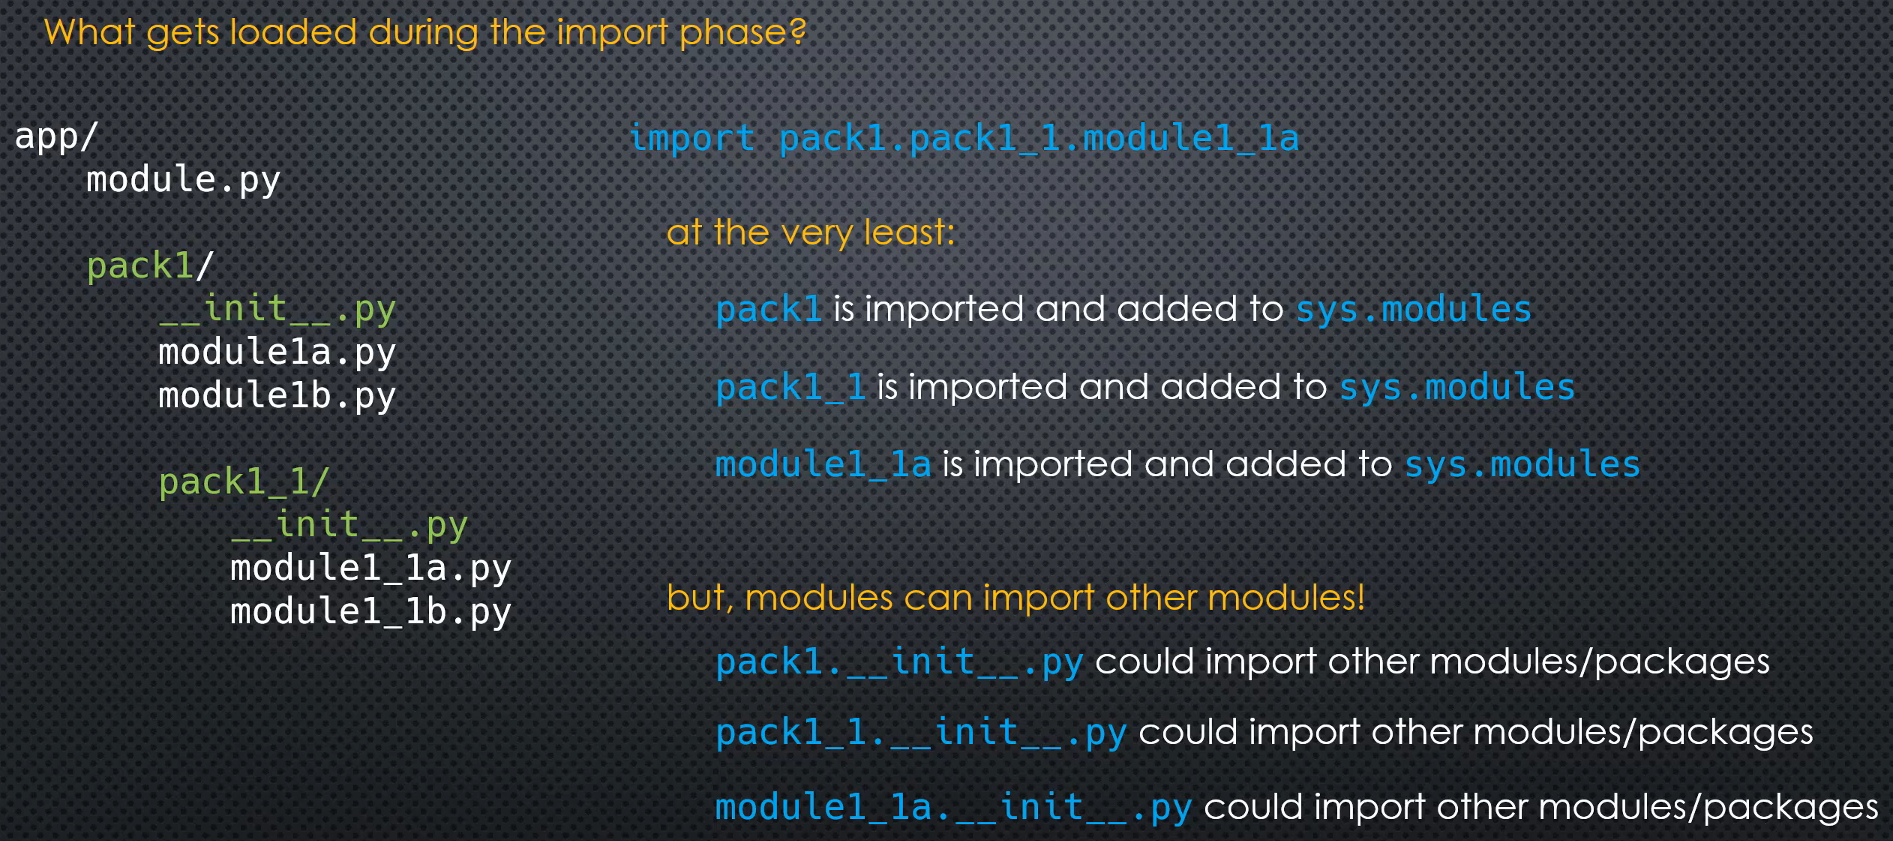 What gets loaded during the import phase?
app/
module.py
pack1/
__init__.py
module1a.py
module1b.py
pack1_1/
__init__.py
module1_1a.py
module1_1b.py
import pack1.pack1_1.module1_1a
at the very least:
pack1 is imported and added to sys.modules
pack1_1 is imported and added to sys.modules
module1_1a is imported and added to sys.modules
but, modules can import other modules!
pack1.__init__.py could import other modules/packages
pack1_1.__init__.py could import other modules/packages
module1_1a.__init__.py could import other modules/packages